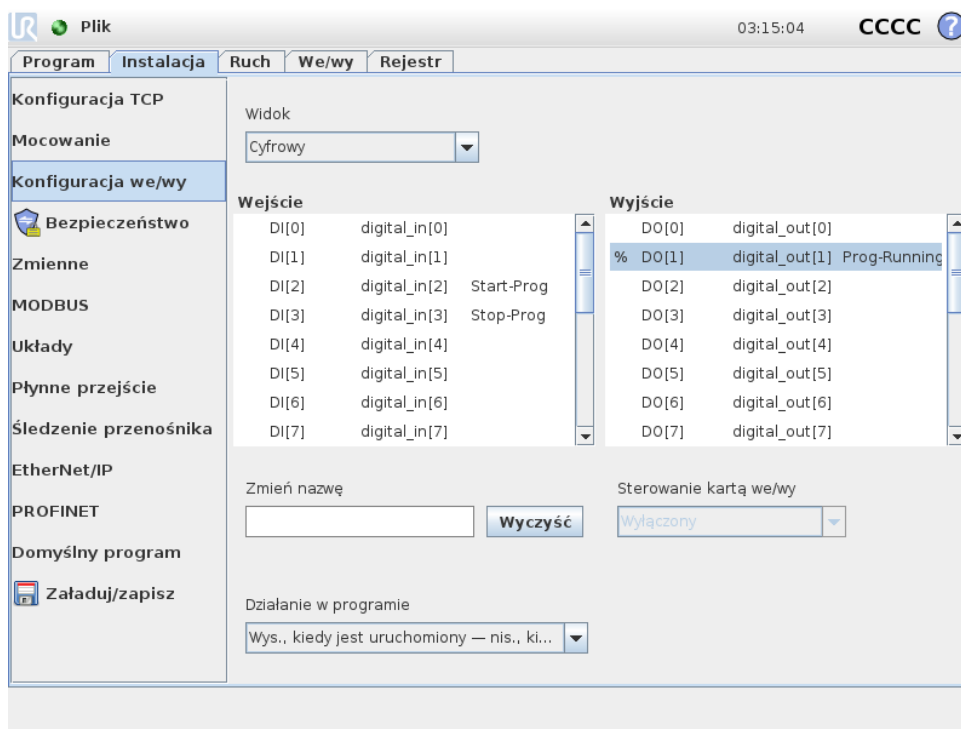 UR Plik 03:15:04 CCCC ?
Program Instalacja Ruch We/wy Rejestr
Konfiguracja TCP
Mocowanie
Konfiguracja we/wy
Bezpieczeństwo
Zmienne
MODBUS
Układy
Płynne przejście
Śledzenie przenośnika
EtherNet/IP
PROFINET
Domyślny program
Załaduj/zapisz
Widok
Cyfrowy
Wejście
DI[0] digital_in[0]
DI[1] digital_in[1]
DI[2] digital_in[2] Start-Prog
DI[3] digital_in[3] Stop-Prog
DI[4] digital_in[4]
DI[5] digital_in[5]
DI[6] digital_in[6]
DI[7] digital_in[7]
Wyjście
DO[0] digital_out[0]
% DO[1] digital_out[1] Prog-Running
DO[2] digital_out[2]
DO[3] digital_out[3]
DO[4] digital_out[4]
DO[5] digital_out[5]
DO[6] digital_out[6]
DO[7] digital_out[7]
Zmień nazwę
Wyczyść
Sterowanie kartą we/wy
Wyłączony
Działanie w programie
Wys., kiedy jest uruchomiony — nis., ki...